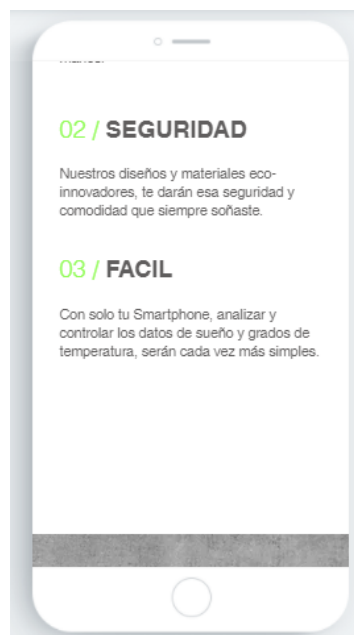 02 / SEGURIDAD
Nuestros diseños y materiales eco-
innovadores, te darán esa seguridad y
comodidad que siempre soñaste.
03 / FACIL
Con solo tu Smartphone, analizar y
controlar los datos de sueño y grados de
temperatura, serán cada vez más simples.